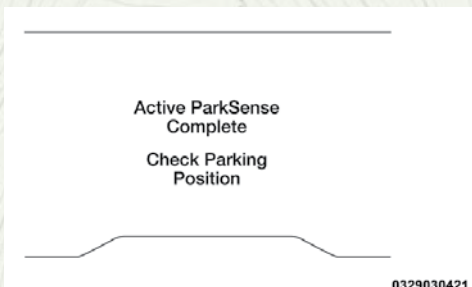 Active ParkSense
Complete
Check Parking
Position
0329030421